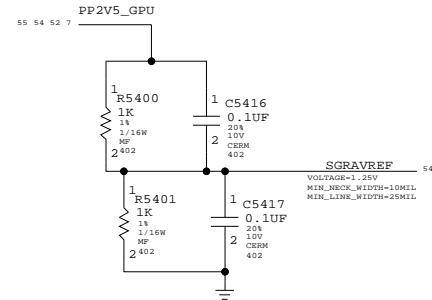 PP2V5_GPU
55 54 52 7
1
R5400
1K
1%
1/16W
MF
402
2
1
C5416
0.1UF
20%
10V
CERM
402
2
SGRAVREF
54
VOLTAGE=1.25V
MIN_NECK_WIDTH=10MIL
MIN_LINE_WIDTH=25MIL
1
R5401
1K
1%
1/16W
MF
402
2
1
C5417
0.1UF
20%
10V
CERM
402
2